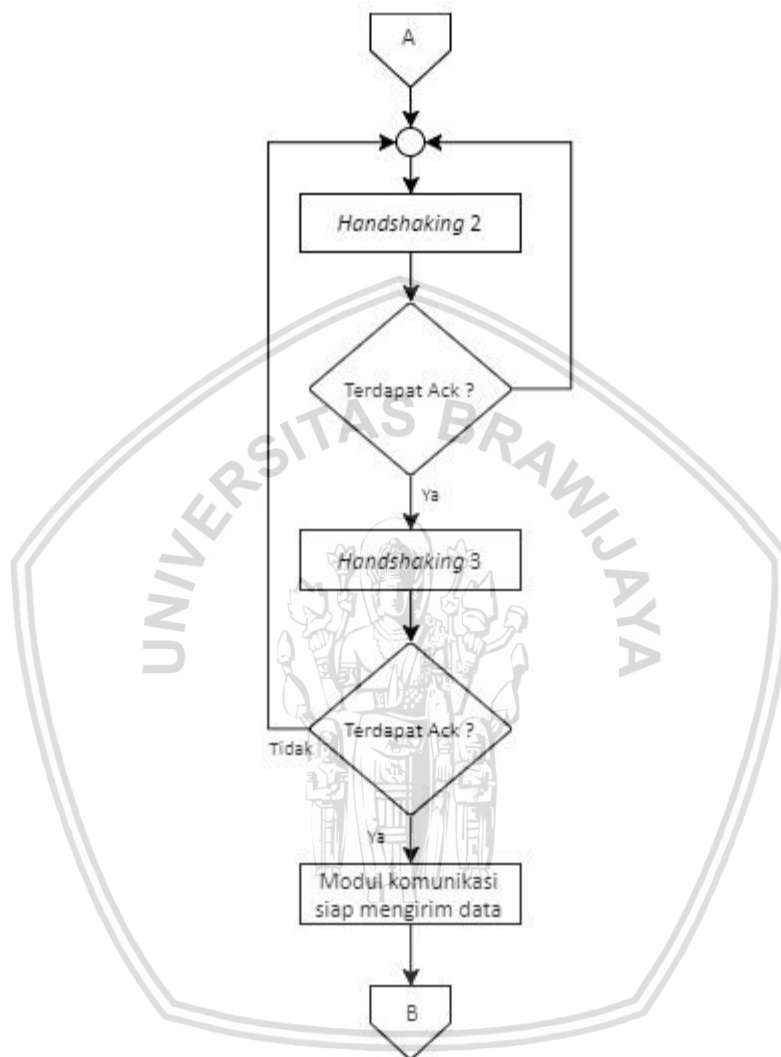 A
Handshaking 2
Terdapat Ack ?
UNIVERSITAS BRAWIJAYA
Ya
Handshaking 3
Terdapat Ack ?
Tidak
Ya
Modul komunikasi
siap mengirim data
B